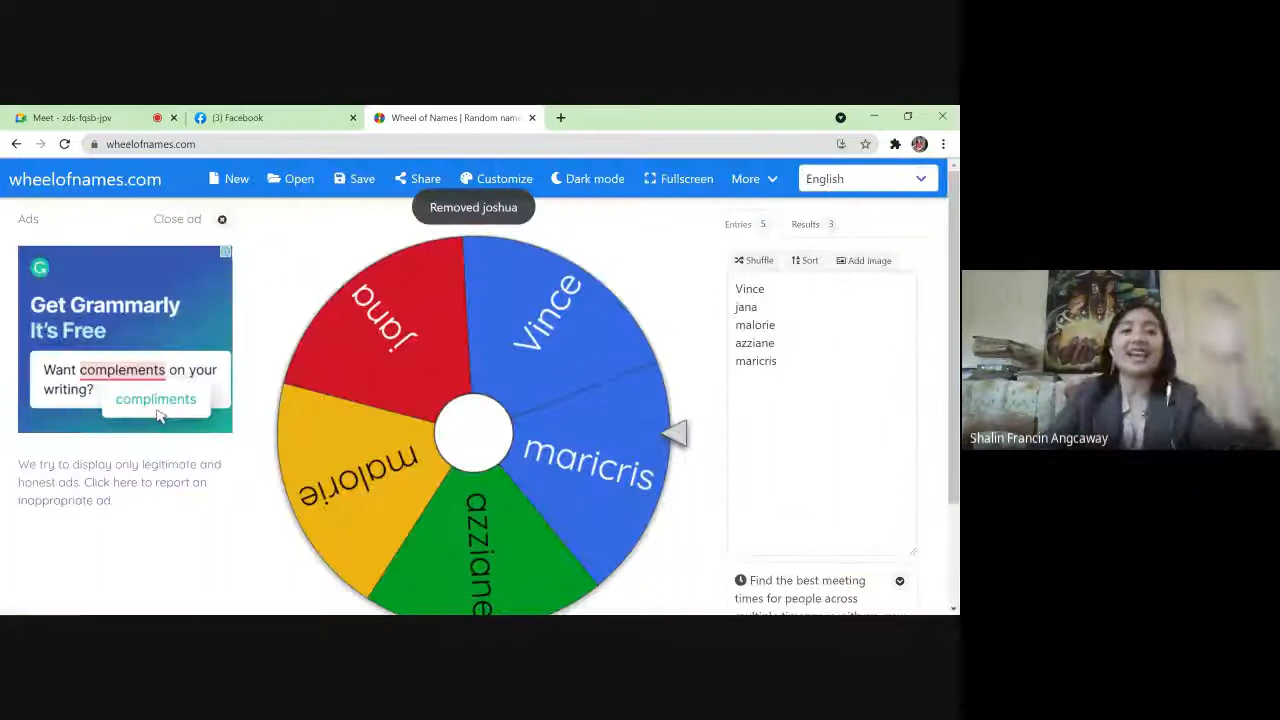 Meet - zds-fqsb-jpv
(3) Facebook
Wheel of Names | Random name
wheelofnames.com
wheelofnames.com
New
Open
Save
Share
Customize
Dark mode
Fullscreen
More
English
Removed joshua
Ads
Close ad
G
Get Grammarly
It's Free
Want complements on your
writing?
compliments
We try to display only legitimate and
honest ads. Click here to report an
inappropriate ad.
jana
Vince
maricris
azziane
malorie
Entries 5
Results 3
Shuffle
Sort
Add image
Vince
jana
malorie
azziane
maricris
Find the best meeting
times for people across
Shalin Francin Angcaway